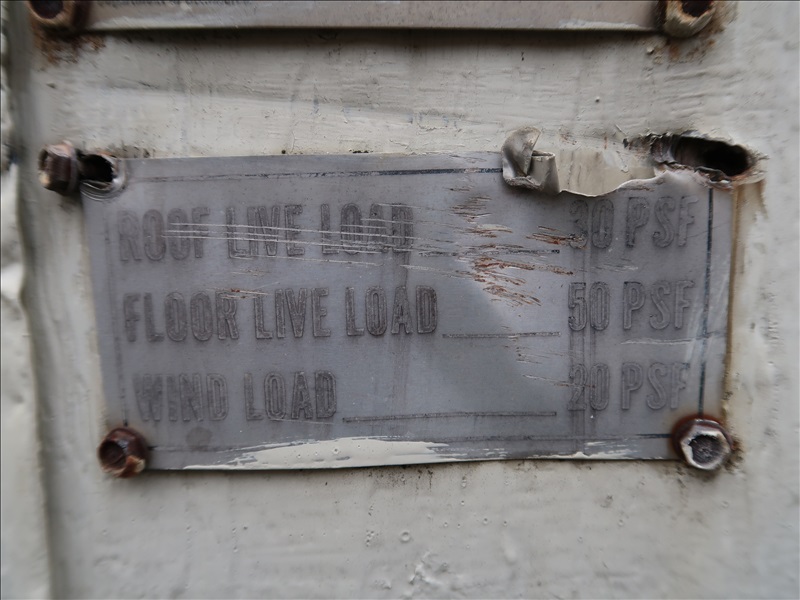 ROOF LIVE LOAD 30 PSF
FLOOR LIVE LOAD 50 PSF
WIND LOAD 20 PSF